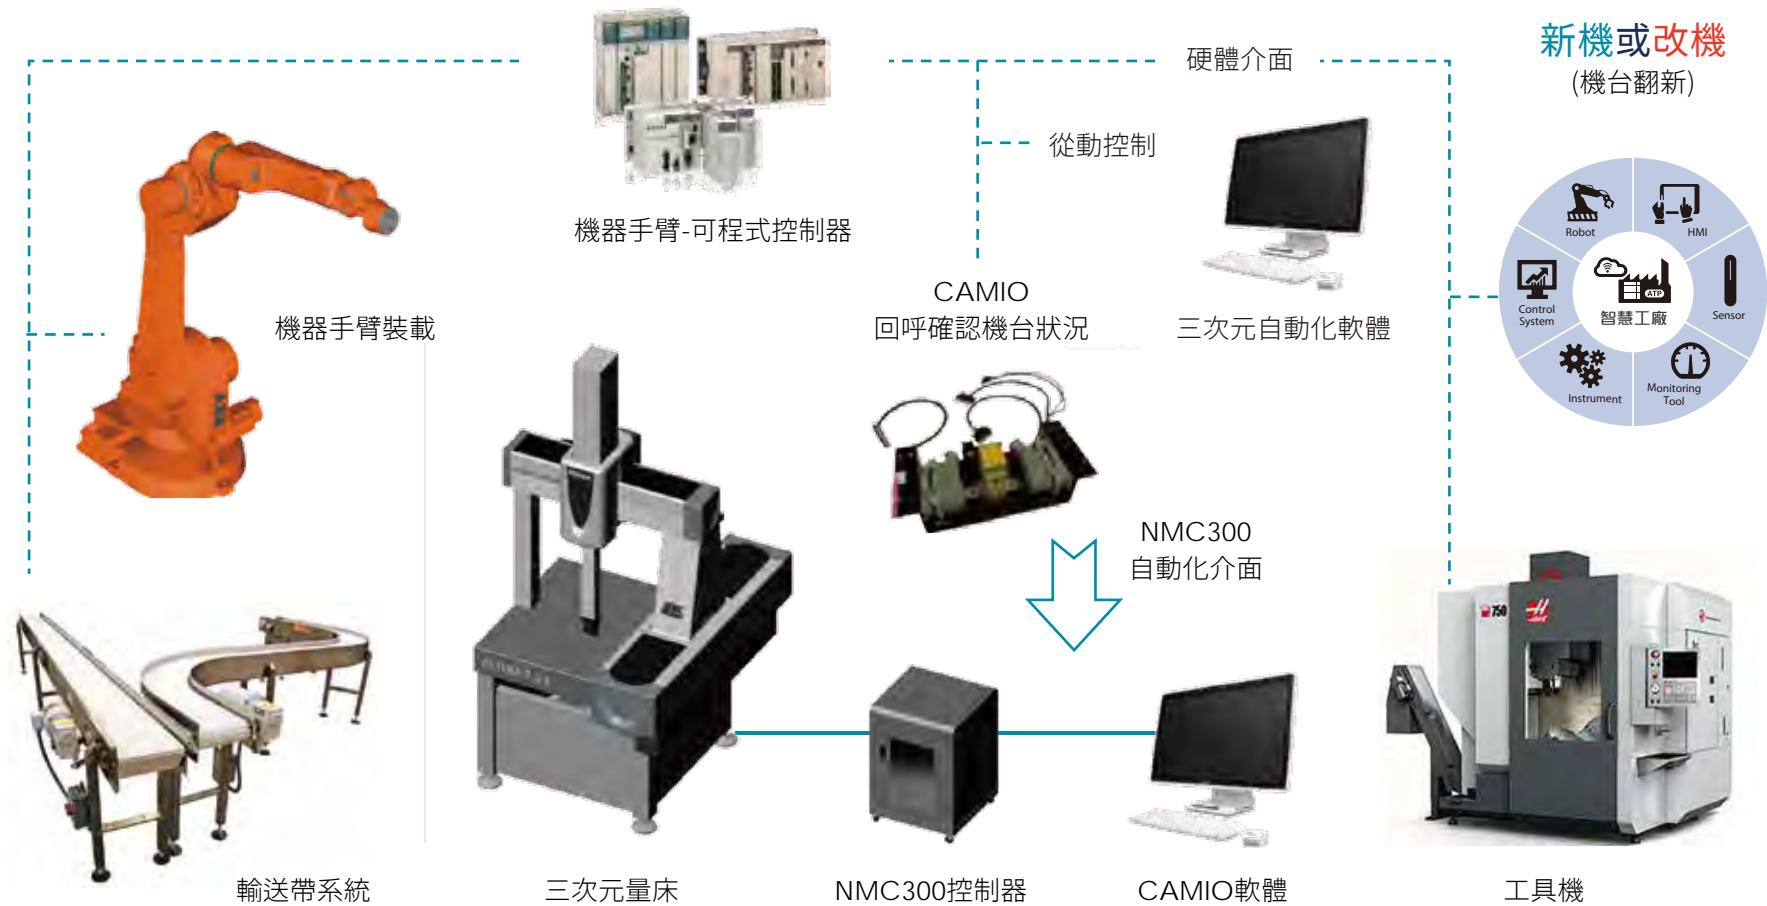 新機或改機
(機台翻新)
硬體介面
從動控制
機器手臂-可程式控制器
CAMIO
回呼確認機台狀況
三次元自動化軟體
機器手臂裝載
Robot
HMI
Control
System
Sensor
智慧工廠
ATP
Instrument
Monitoring
Tool
NMC300
自動化介面
750
輸送帶系統
三次元量床
NMC300控制器
CAMIO軟體
工具機